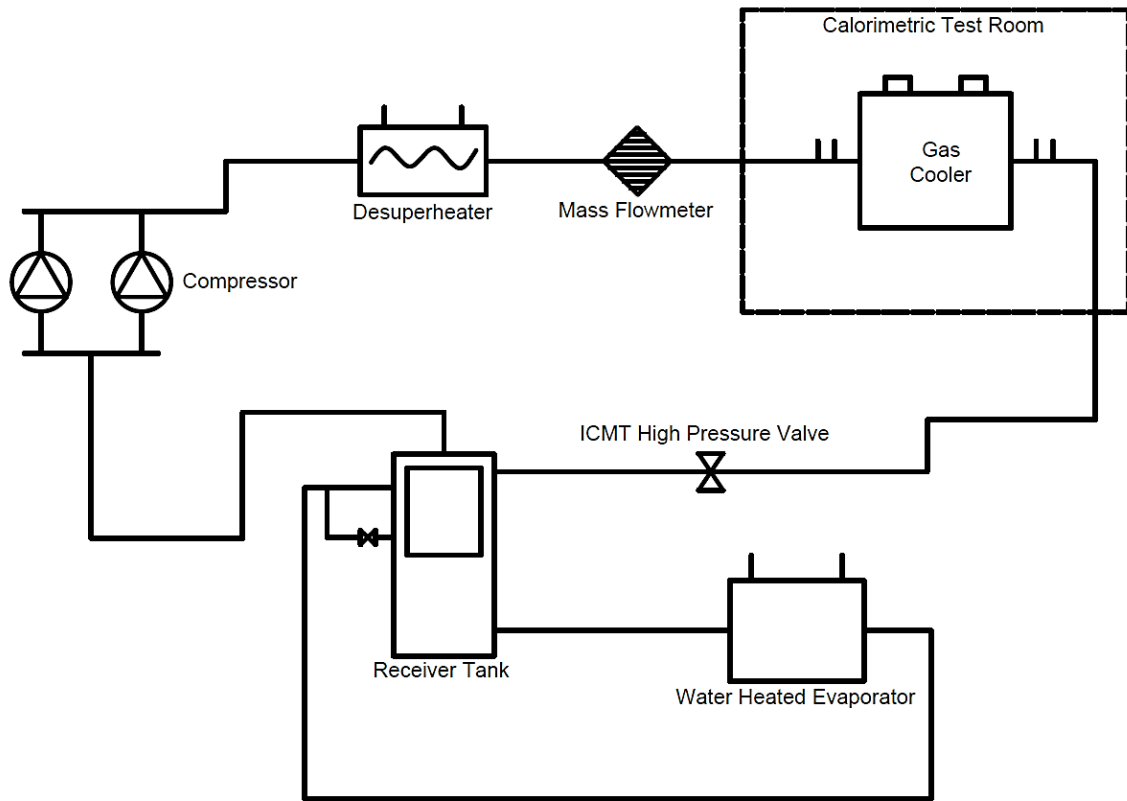 Calorimetric Test Room
Gas
Cooler
Desuperheater
Mass Flowmeter
Compressor
ICMT High Pressure Valve
Receiver Tank
Water Heated Evaporator